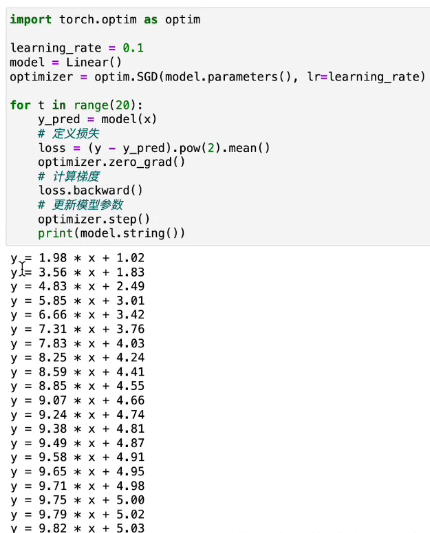 import torch.optim as optim
learning_rate = 0.1
model = Linear()
optimizer = optim.SGD(model.parameters(), lr=learning_rate)
for t in range(20):
    y_pred = model(x)
    # 定义损失
    loss = (y - y_pred).pow(2).mean()
    optimizer.zero_grad()
    # 计算梯度
    loss.backward()
    # 更新模型参数
    optimizer.step()
    print(model.string())
y = 1.98 * x + 1.02
y = 3.56 * x + 1.83
y = 4.83 * x + 2.49
y = 5.85 * x + 3.01
y = 6.66 * x + 3.42
y = 7.31 * x + 3.76
y = 7.83 * x + 4.03
y = 8.25 * x + 4.24
y = 8.59 * x + 4.41
y = 8.85 * x + 4.55
y = 9.07 * x + 4.66
y = 9.24 * x + 4.74
y = 9.38 * x + 4.81
y = 9.49 * x + 4.87
y = 9.58 * x + 4.91
y = 9.65 * x + 4.95
y = 9.71 * x + 4.98
y = 9.75 * x + 5.00
y = 9.79 * x + 5.02
y = 9.82 * x + 5.03